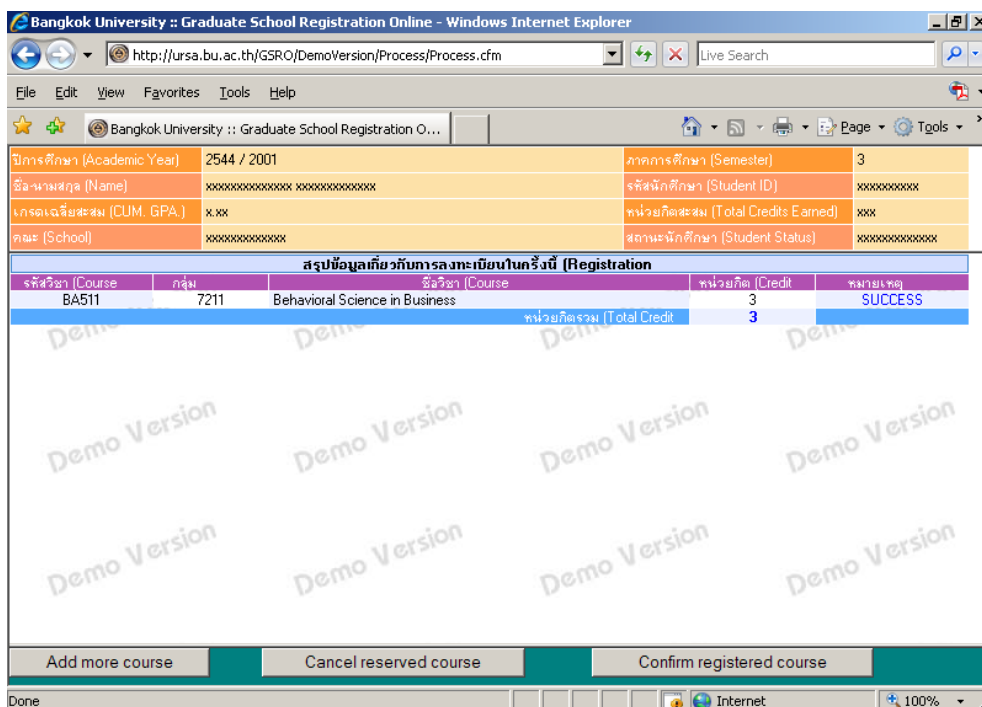 Bangkok University :: Graduate School Registration Online - Windows Internet Explorer
http://ursa.bu.ac.th/GSRO/DemoVersion/Process/Process.cfm Live Search
File Edit View Favorites Tools Help
Bangkok University :: Graduate School Registration O... Page Tools
ปีการศึกษา (Academic Year) 2544 / 2001 ภาคการศึกษา (Semester) 3
ชื่อ-นามสกุล (Name) xxxxxxxxxxxxxx xxxxxxxxxxxxx รหัสนักศึกษา (Student ID) xxxxxxxxxx
เกรดเฉลี่ยสะสม (CUM. GPA.) x.xx หน่วยกิตสะสม (Total Credits Earned) xxx
คณะ (School) xxxxxxxxxxxxx สถานะนักศึกษา (Student Status) xxxxxxxxxxxxx
สรุปข้อมูลเกี่ยวกับการลงทะเบียนในครั้งนี้ (Registration
รหัสวิชา (Course กลุ่ม ชื่อวิชา (Course หน่วยกิต (Credit หมายเหตุ
BA511 7211 Behavioral Science in Business 3 SUCCESS
หน่วยกิตรวม (Total Credit 3
Demo Demo Demo
Demo Version Demo Version Demo Version Demo Version
Demo Version Demo Version Demo Version Demo Version
Add more course Cancel reserved course Confirm registered course
Done Internet 100%